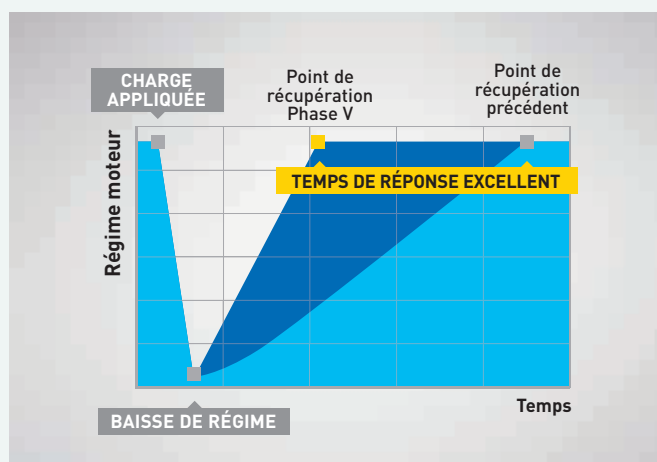 CHARGE
APPLIQUÉE
Point de
récupération
Phase V
Point de
récupération
précédent
TEMPS DE RÉPONSE EXCELLENT
Régime moteur
BAISSE DE RÉGIME
Temps